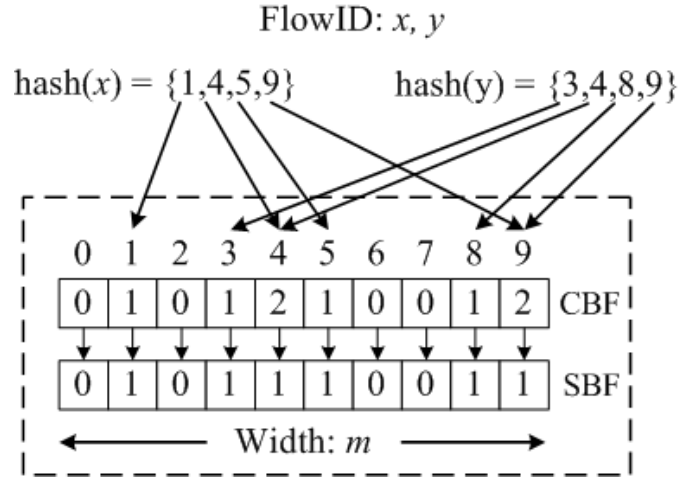 FlowID: x, y
hash(x) = {1,4,5,9} hash(y) = {3,4,8,9}
0 1 2 3 4 5 6 7 8 9
0 1 0 1 2 1 0 0 1 2 CBF
0 1 0 1 1 1 0 0 1 1 SBF
Width: m